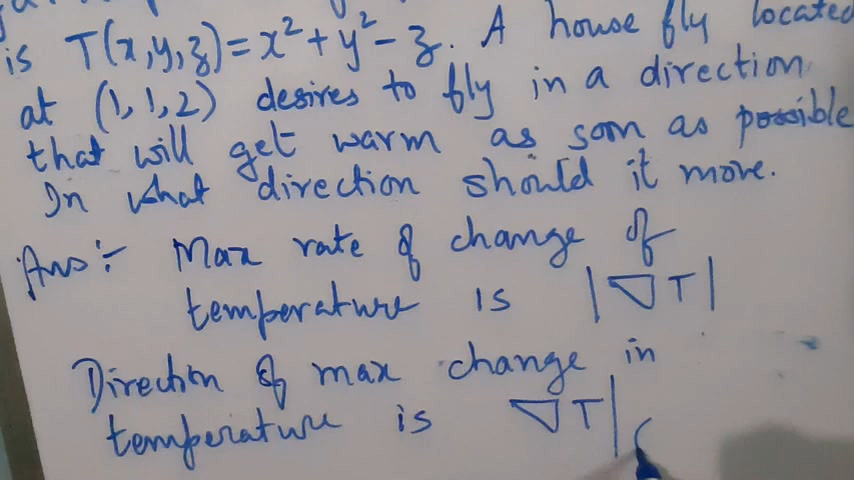 is T(x,y,z)=x²+y²-z. A house fly located
at (1,1,2) desires to fly in a direction
that will get warm as soon as possible
In what direction should it move.
Ans:- Max rate of change of
temperature is |∇T|
Direction of max change in
temperature is ∇T|(